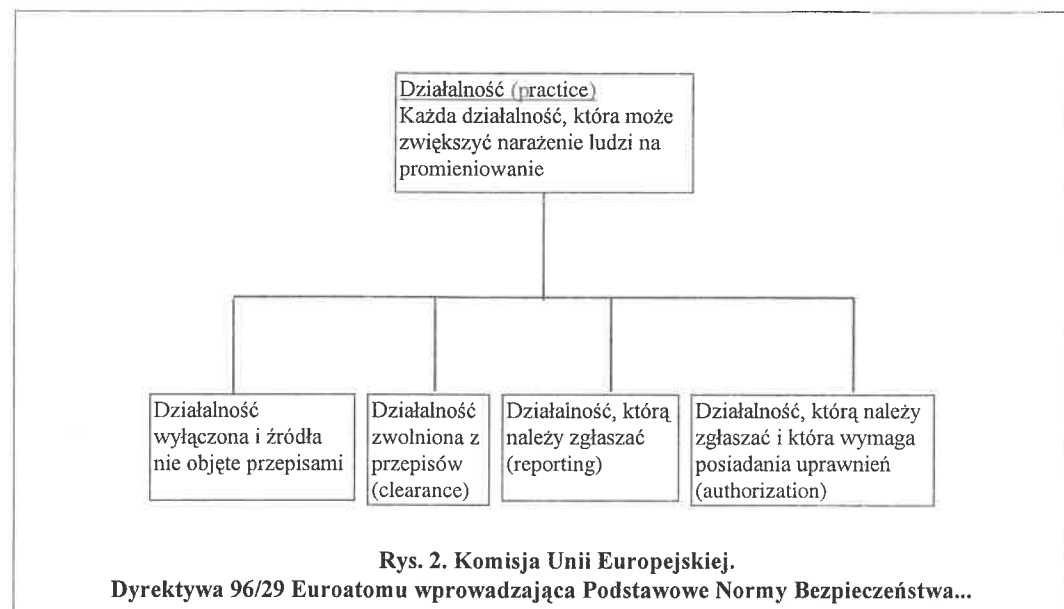 Działalność (practice)
Każda działalność, która może
zwiększyć narażenie ludzi na
promieniowanie
Działalność
wyłączona i źródła
nie objęte przepisami
Działalność
zwolniona z
przepisów
(clearance)
Działalność, którą
należy zgłaszać
(reporting)
Działalność, którą należy
zgłaszać i która wymaga
posiadania uprawnień
(authorization)
Rys. 2. Komisja Unii Europejskiej.
Dyrektywa 96/29 Euroatomu wprowadzająca Podstawowe Normy Bezpieczeństwa...